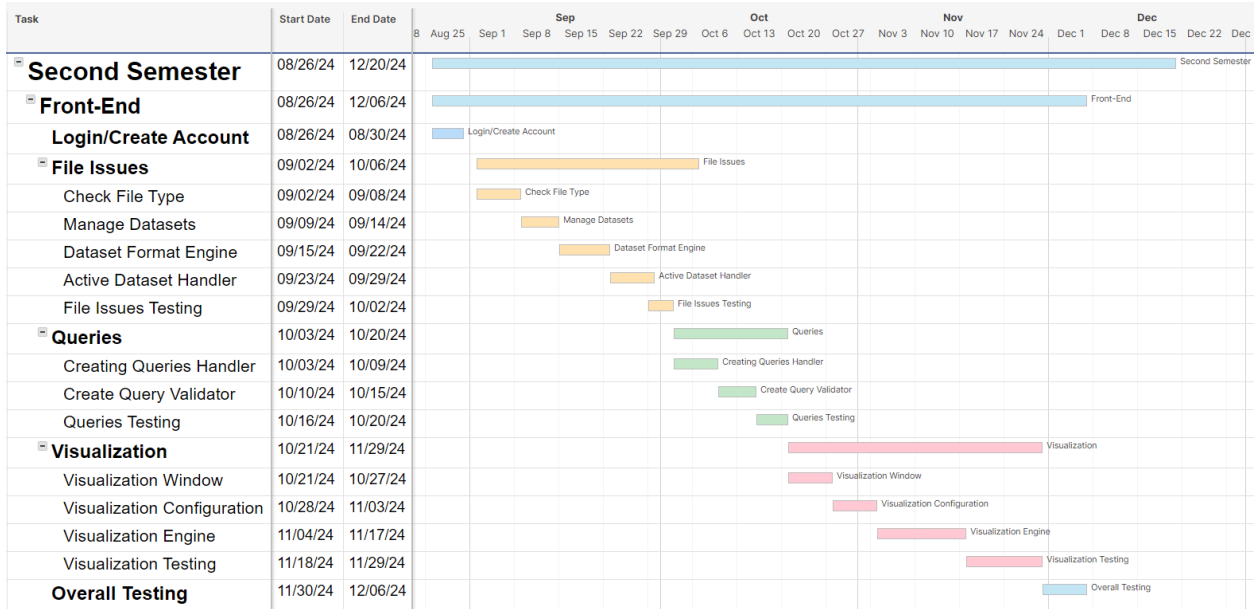 Task Start Date End Date Sep Oct Nov Dec
8 Aug 25 Sep 1 Sep 8 Sep 15 Sep 22 Sep 29 Oct 6 Oct 13 Oct 20 Oct 27 Nov 3 Nov 10 Nov 17 Nov 24 Dec 1 Dec 8 Dec 15 Dec 22 Dec
Second Semester 08/26/24 12/20/24 Second Semester
Front-End 08/26/24 12/06/24 Front-End
Login/Create Account 08/26/24 08/30/24 Login/Create Account
File Issues 09/02/24 10/06/24 File Issues
Check File Type 09/02/24 09/08/24 Check File Type
Manage Datasets 09/09/24 09/14/24 Manage Datasets
Dataset Format Engine 09/15/24 09/22/24 Dataset Format Engine
Active Dataset Handler 09/23/24 09/29/24 Active Dataset Handler
File Issues Testing 09/29/24 10/02/24 File Issues Testing
Queries 10/03/24 10/20/24 Queries
Creating Queries Handler 10/03/24 10/09/24 Creating Queries Handler
Create Query Validator 10/10/24 10/15/24 Create Query Validator
Queries Testing 10/16/24 10/20/24 Queries Testing
Visualization 10/21/24 11/29/24 Visualization
Visualization Window 10/21/24 10/27/24 Visualization Window
Visualization Configuration 10/28/24 11/03/24 Visualization Configuration
Visualization Engine 11/04/24 11/17/24 Visualization Engine
Visualization Testing 11/18/24 11/29/24 Visualization Testing
Overall Testing 11/30/24 12/06/24 Overall Testing